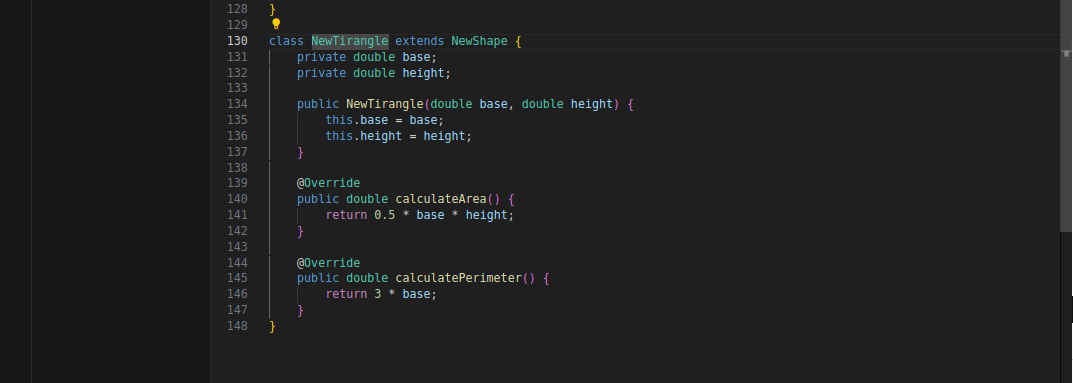 128 }
129
130 class NewTirangle extends NewShape {
131     private double base;
132     private double height;
133
134     public NewTirangle(double base, double height) {
135         this.base = base;
136         this.height = height;
137     }
138
139     @Override
140     public double calculateArea() {
141         return 0.5 * base * height;
142     }
143
144     @Override
145     public double calculatePerimeter() {
146         return 3 * base;
147     }
148 }